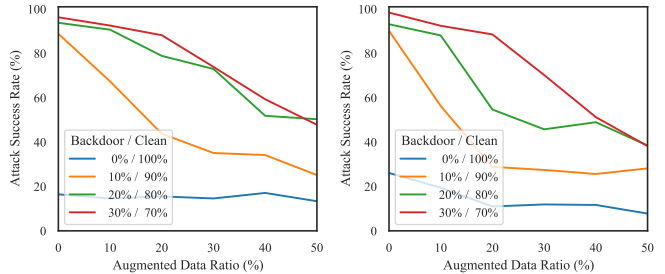 100
80
60
40
20
0
Attack Success Rate (%)
Backdoor / Clean
0% / 100%
10% / 90%
20% / 80%
30% / 70%
0 10 20 30 40 50
Augmented Data Ratio (%)
100
80
60
40
20
0
Attack Success Rate (%)
Backdoor / Clean
0% / 100%
10% / 90%
20% / 80%
30% / 70%
0 10 20 30 40 50
Augmented Data Ratio (%)